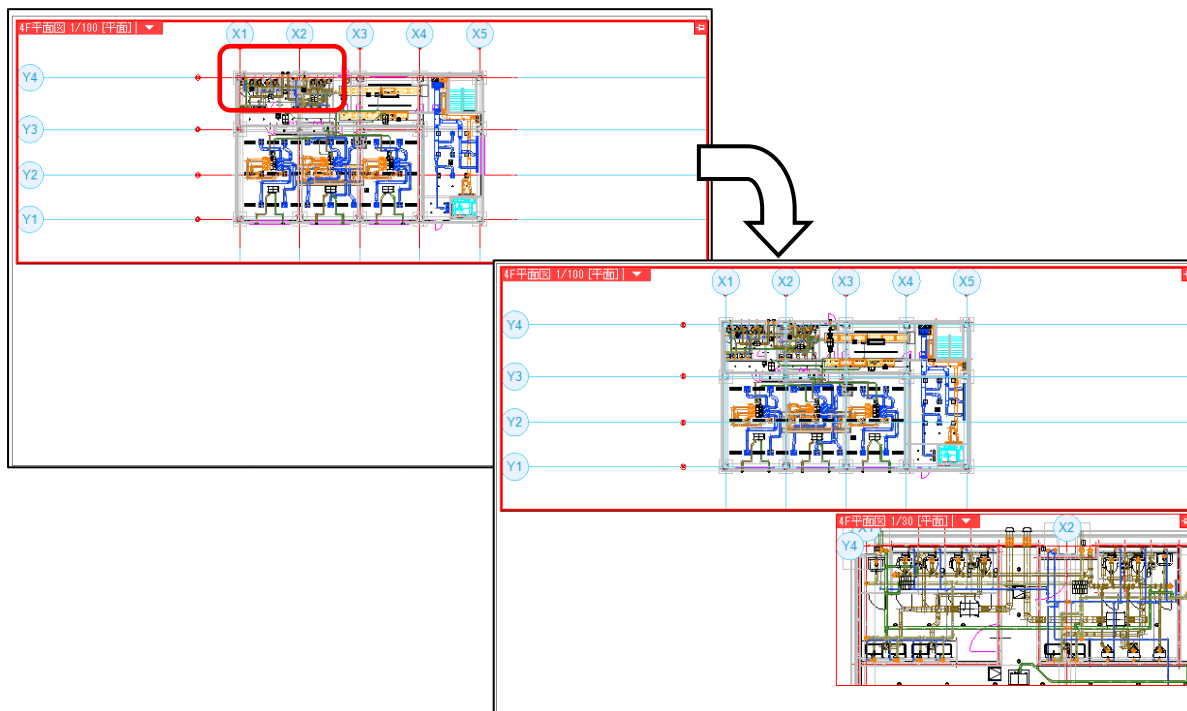 4F平面図 1/100 [平面]
X1 X2 X3 X4 X5
Y4
Y3
Y2
Y1
4F平面図 1/100 [平面]
X1 X2 X3 X4 X5
Y4
Y3
Y2
Y1
4F平面図 1/30 [平面]
X1 X2
Y4